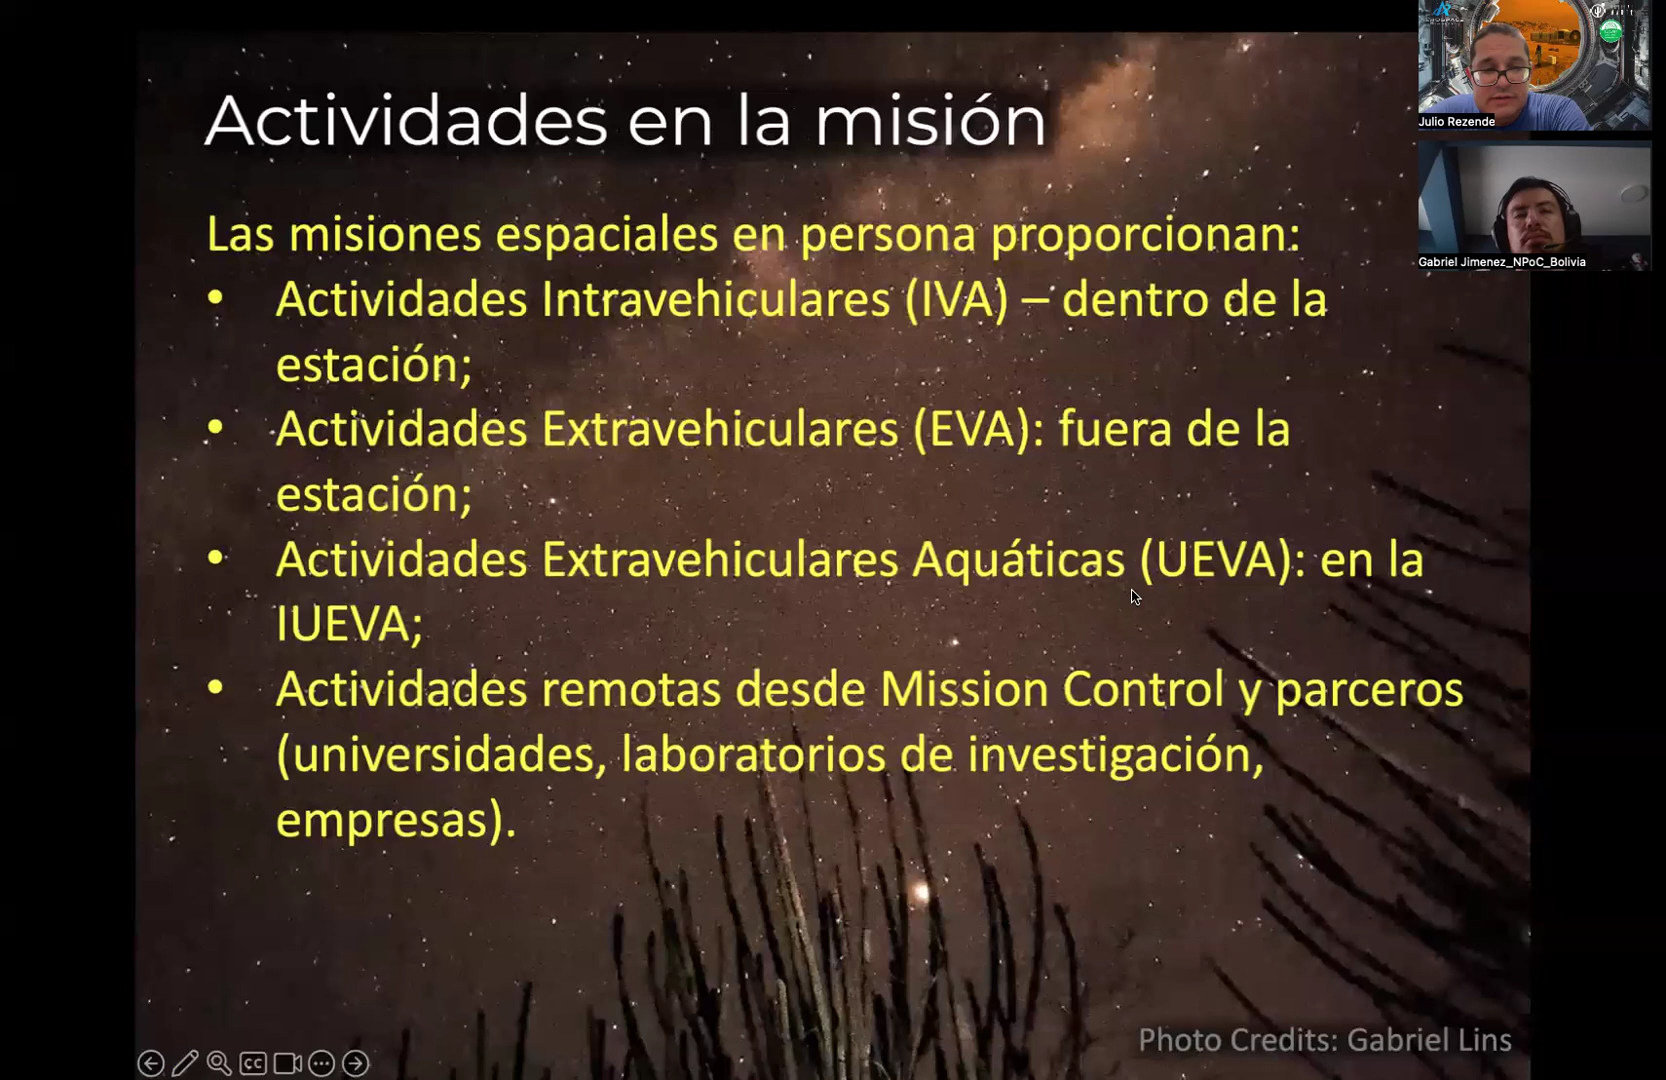 Actividades en la misión
Las misiones espaciales en persona proporcionan:
• Actividades Intravehiculares (IVA) – dentro de la
estación;
• Actividades Extravehiculares (EVA): fuera de la
estación;
• Actividades Extravehiculares Aquáticas (UEVA): en la
IUEVA;
• Actividades remotas desde Mission Control y parceros
(universidades, laboratorios de investigación,
empresas).
Photo Credits: Gabriel Lins
Julio Rezende
Gabriel Jimenez_NPoC_Bolivia
CC